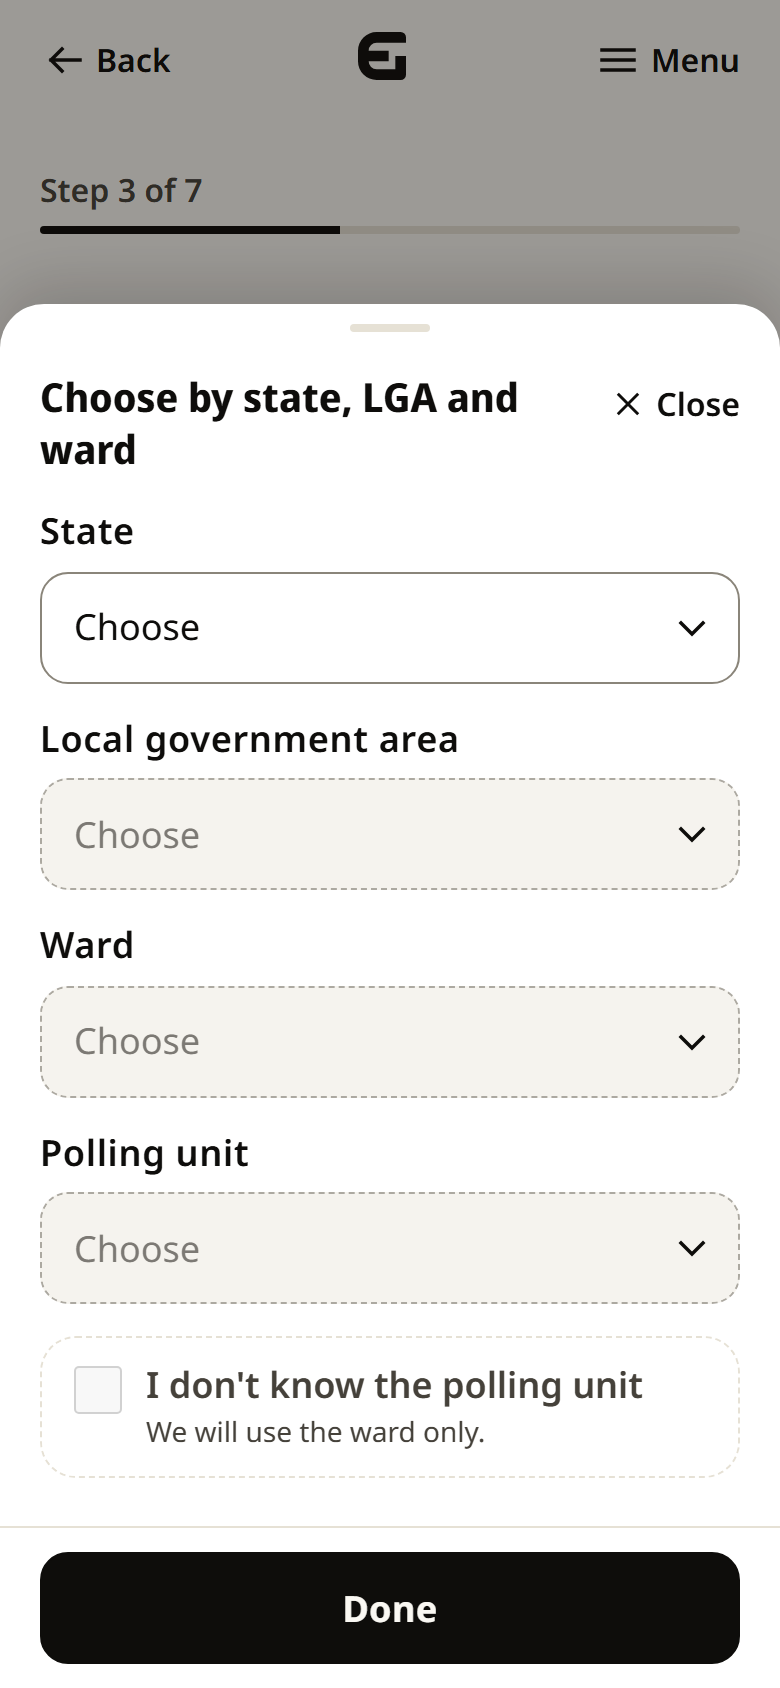 Back
Menu
Step 3 of 7
Choose by state, LGA and
ward
Close
State
Choose
Local government area
Choose
Ward
Choose
Polling unit
Choose
I don't know the polling unit
We will use the ward only.
Done